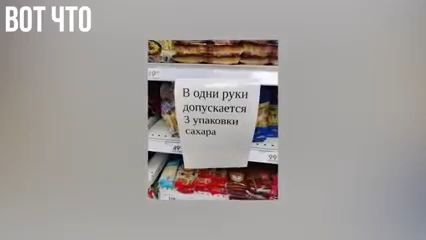 ВОТ ЧТО
В одни руки
допускается
3 упаковки
сахара